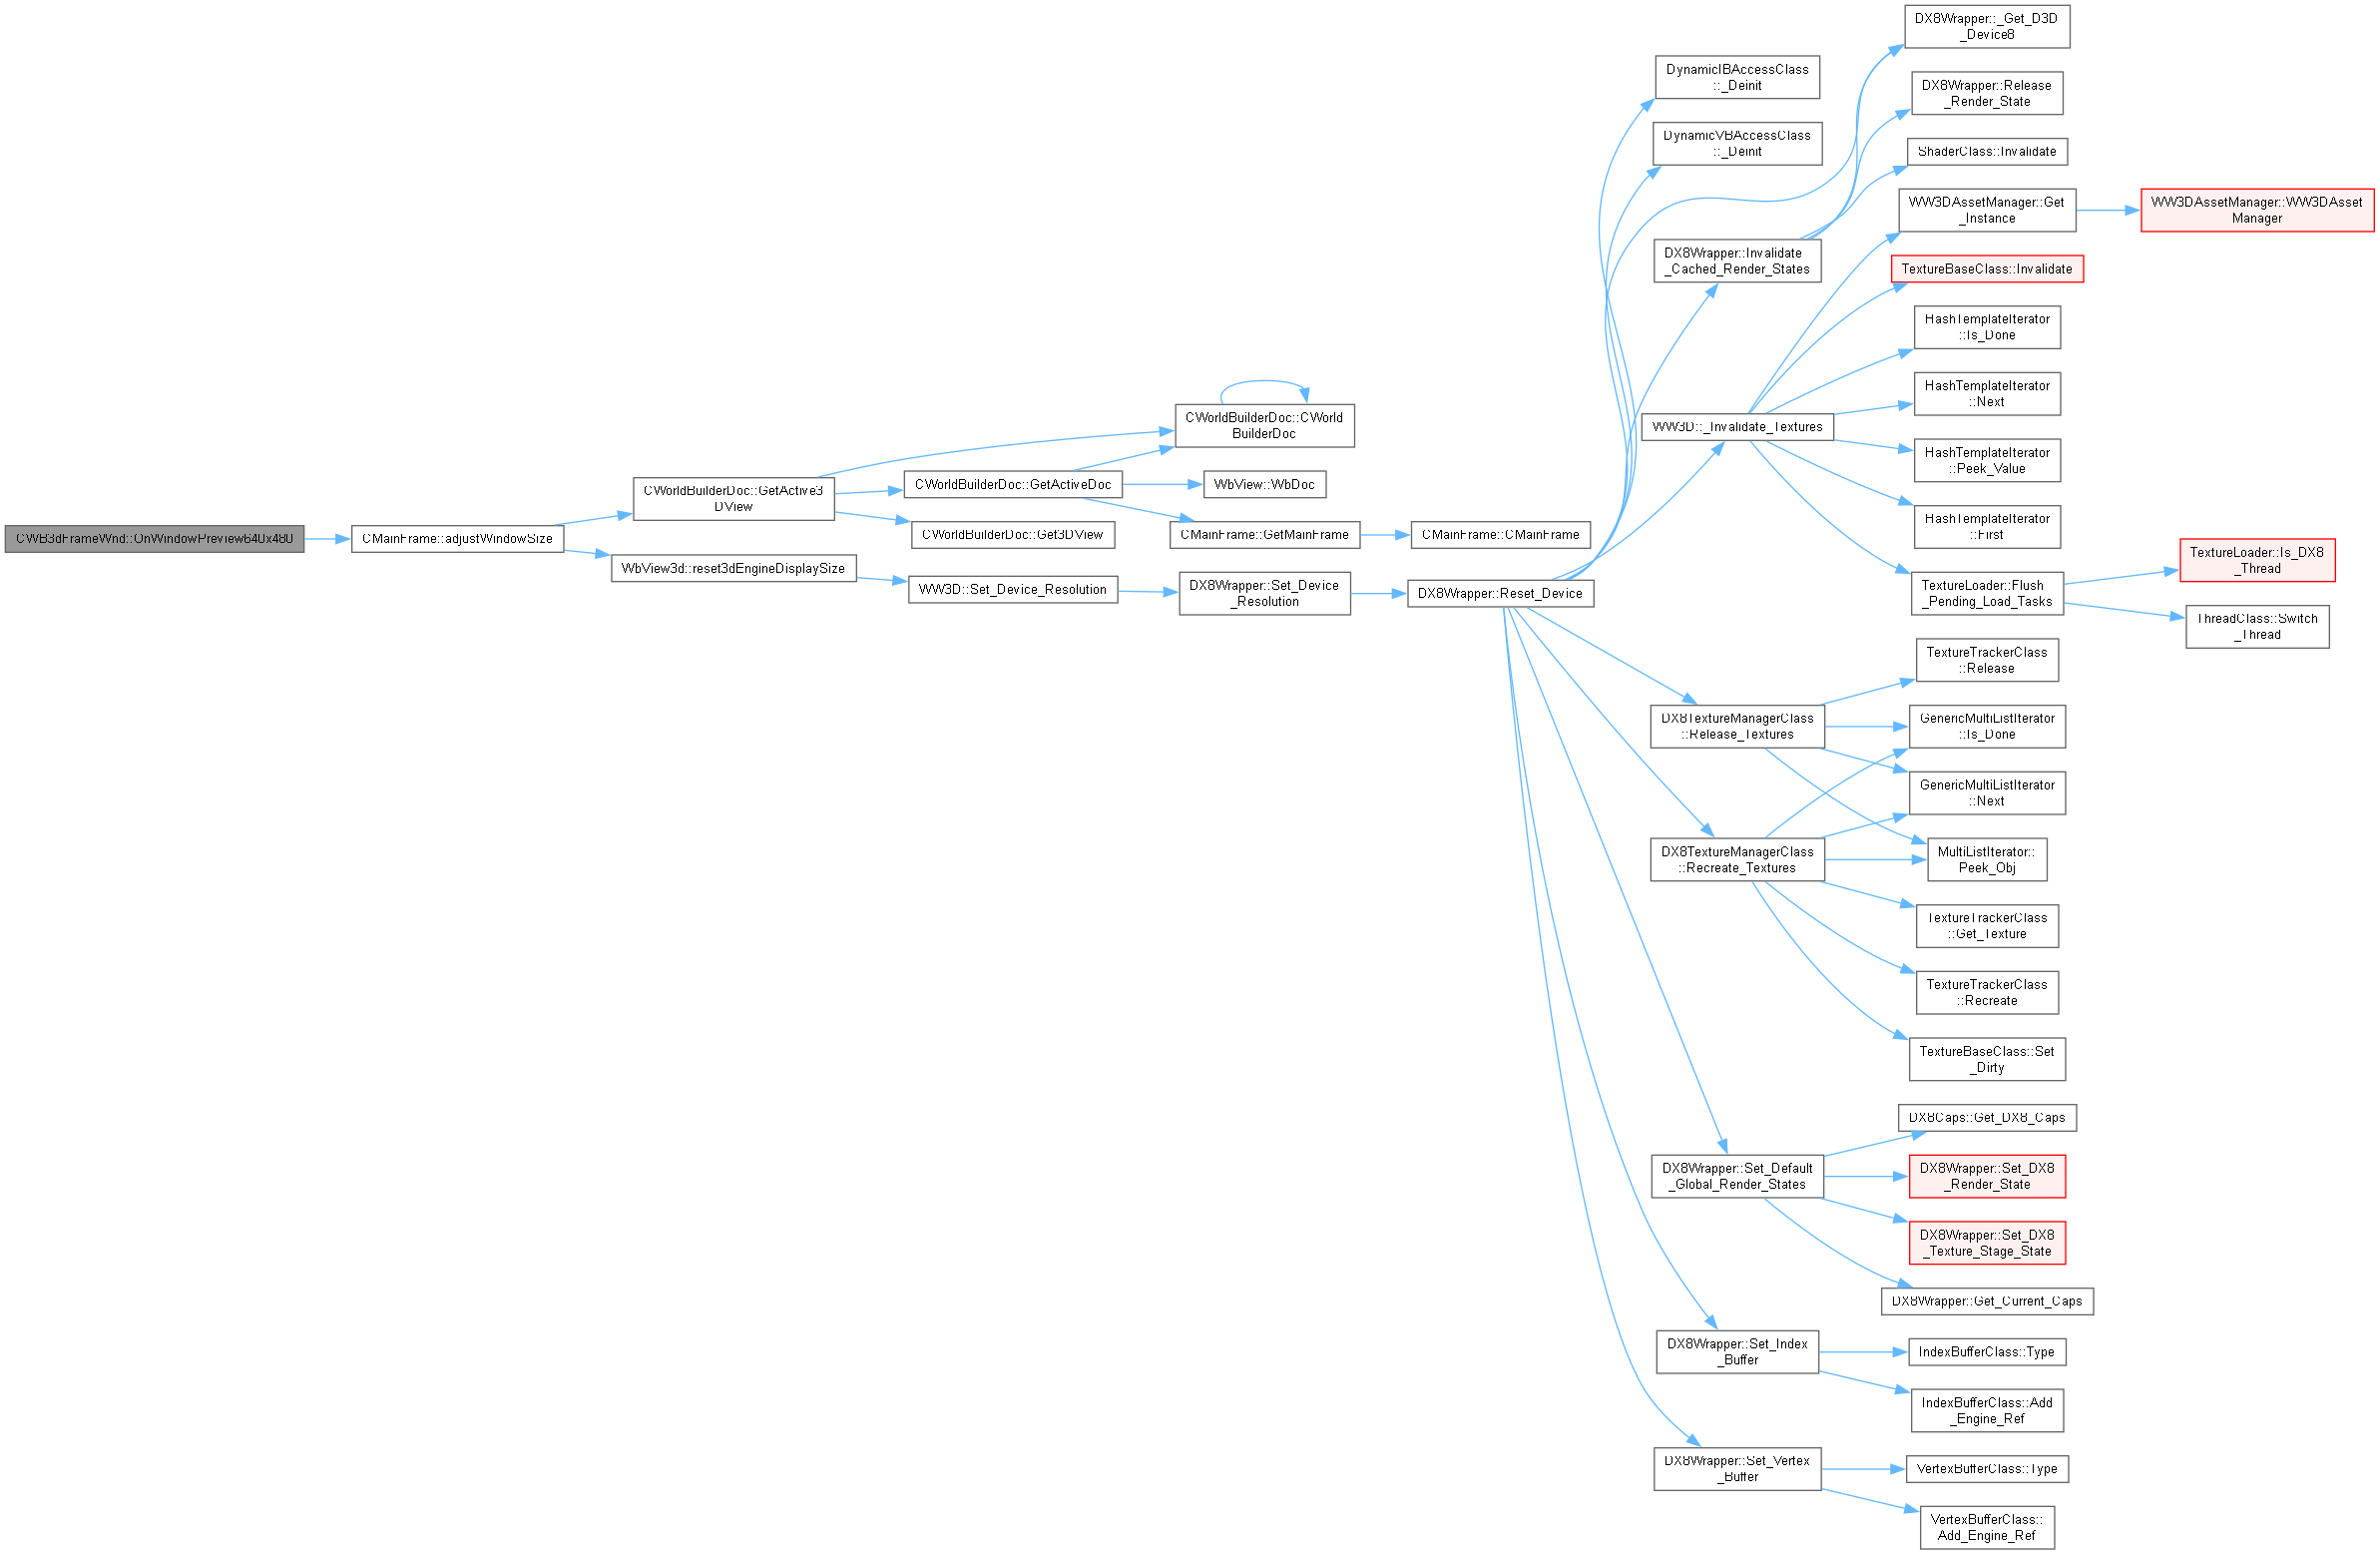 CWB3dFrameWnd::OnWindowPreview640x480
CMainFrame::adjustWindowSize
CWorldBuilderDoc::GetActive3
DView
WbView3d::reset3dEngineDisplaySize
CWorldBuilderDoc::GetActiveDoc
CWorldBuilderDoc::Get3DView
WW3D::Set_Device_Resolution
CWorldBuilderDoc::CWorld
BuilderDoc
WbView::WbDoc
CMainFrame::GetMainFrame
DX8Wrapper::Set_Device
_Resolution
CMainFrame::CMainFrame
DX8Wrapper::Reset_Device
DynamicIBAccessClass
::_Deinit
DynamicVBAccessClass
::_Deinit
DX8Wrapper::Invalidate
_Cached_Render_States
WW3D::_Invalidate_Textures
DX8TextureManagerClass
::Release_Textures
DX8TextureManagerClass
::Recreate_Textures
DX8Wrapper::Set_Default
_Global_Render_States
DX8Wrapper::Set_Index
_Buffer
DX8Wrapper::Set_Vertex
_Buffer
DX8Wrapper::_Get_D3D
_Device8
DX8Wrapper::Release
_Render_State
ShaderClass::Invalidate
WW3DAssetManager::Get
_Instance
TextureBaseClass::Invalidate
HashTemplateIterator
::Is_Done
HashTemplateIterator
::Next
HashTemplateIterator
::Peek_Value
HashTemplateIterator
::First
TextureLoader::Flush
_Pending_Load_Tasks
TextureTrackerClass
::Release
GenericMultiListIterator
::Is_Done
GenericMultiListIterator
::Next
MultiListIterator::
Peek_Obj
TextureTrackerClass
::Get_Texture
TextureTrackerClass
::Recreate
TextureBaseClass::Set
_Dirty
DX8Caps::Get_DX8_Caps
DX8Wrapper::Set_DX8
_Render_State
DX8Wrapper::Set_DX8
_Texture_Stage_State
DX8Wrapper::Get_Current_Caps
IndexBufferClass::Type
IndexBufferClass::Add
_Engine_Ref
VertexBufferClass::Type
VertexBufferClass::
Add_Engine_Ref
WW3DAssetManager::WW3DAsset
Manager
TextureLoader::Is_DX8
_Thread
ThreadClass::Switch
_Thread